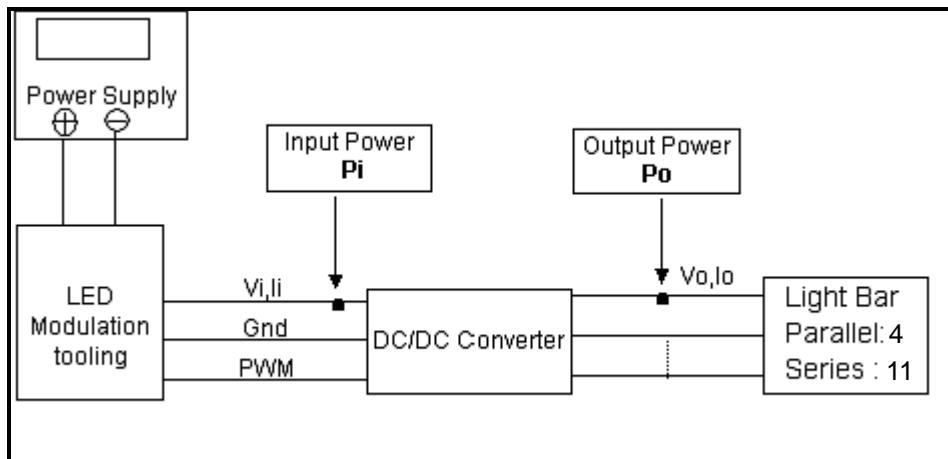 Power Supply
Input Power
Pi
Output Power
Po
LED
Modulation
tooling
Vi,Ii
Gnd
PWM
DC/DC Converter
Vo,Io
Light Bar
Parallel: 4
Series : 11